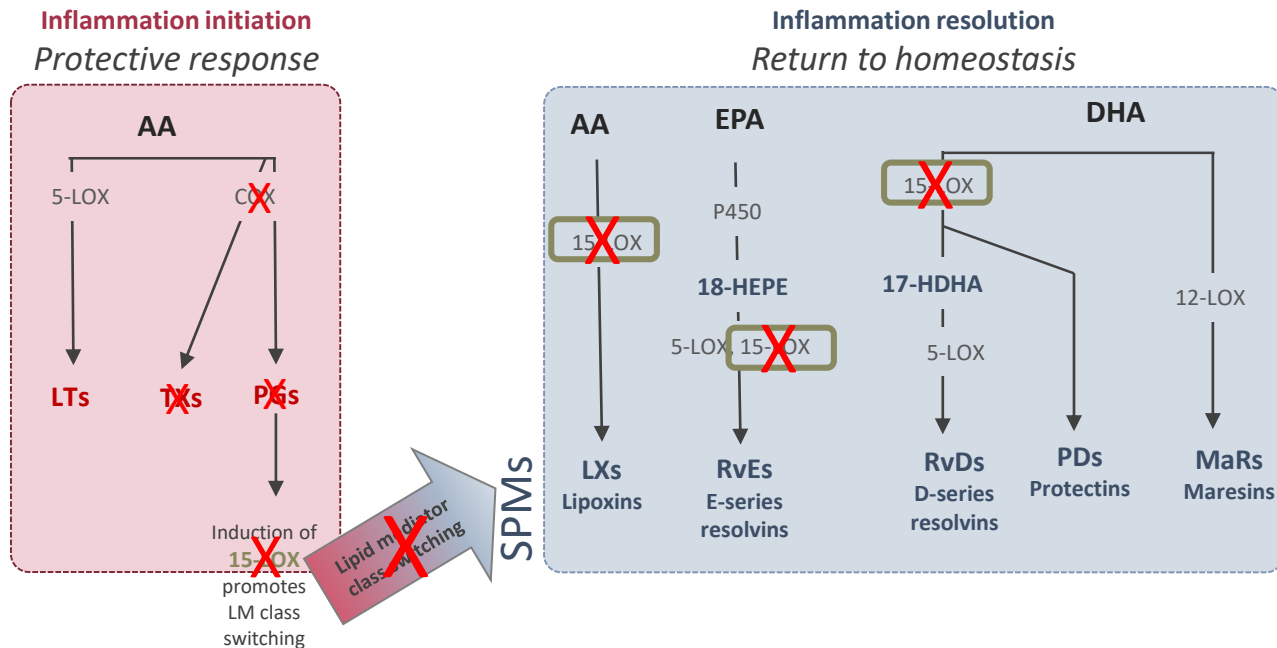 Inflammation initiation
Protective response
AA
5-LOX
COX
LTs
TXs
PGs
Induction of
15-LOX
promotes
LM class
switching
Lipid mediator
class switching
Inflammation resolution
Return to homeostasis
SPMs
AA
15-LOX
LXs
Lipoxins
EPA
P450
18-HEPE
5-LOX, 15-LOX
RvEs
E-series
resolvins
DHA
15-LOX
17-HDHA
5-LOX
12-LOX
RvDs
D-series
resolvins
PDs
Protectins
MaRs
Maresins